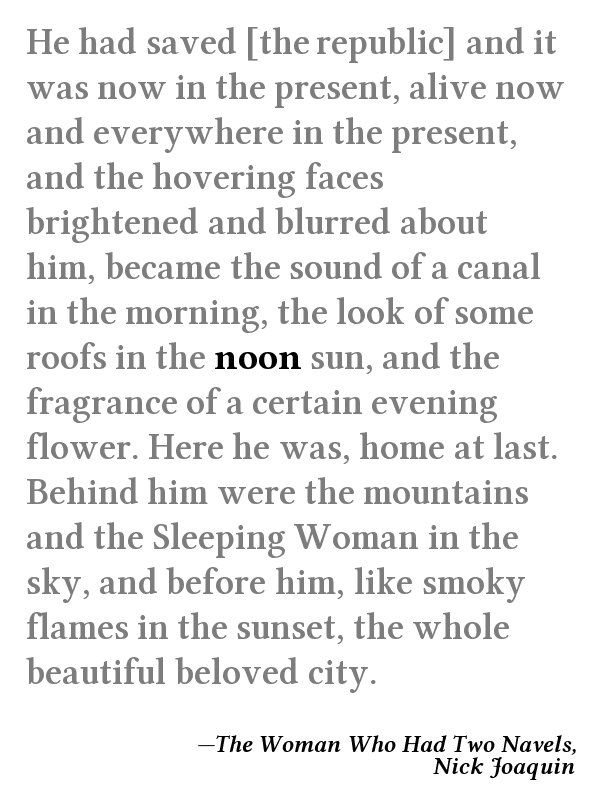 He had saved [the republic] and it
was now in the present, alive now
and everywhere in the present,
and the hovering faces
brightened and blurred about
him, became the sound of a canal
in the morning, the look of some
roofs in the noon sun, and the
fragrance of a certain evening
flower. Here he was, home at last.
Behind him were the mountains
and the Sleeping Woman in the
sky, and before him, like smoky
flames in the sunset, the whole
beautiful beloved city.
—The Woman Who Had Two Navels,
Nick Joaquin